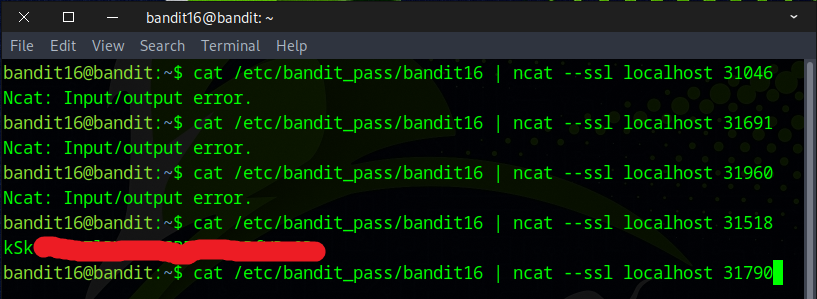 bandit16@bandit: ~
File Edit View Search Terminal Help
bandit16@bandit:~$ cat /etc/bandit_pass/bandit16 | ncat --ssl localhost 31046
Ncat: Input/output error.
bandit16@bandit:~$ cat /etc/bandit_pass/bandit16 | ncat --ssl localhost 31691
Ncat: Input/output error.
bandit16@bandit:~$ cat /etc/bandit_pass/bandit16 | ncat --ssl localhost 31960
Ncat: Input/output error.
bandit16@bandit:~$ cat /etc/bandit_pass/bandit16 | ncat --ssl localhost 31518
kSk
bandit16@bandit:~$ cat /etc/bandit_pass/bandit16 | ncat --ssl localhost 31790